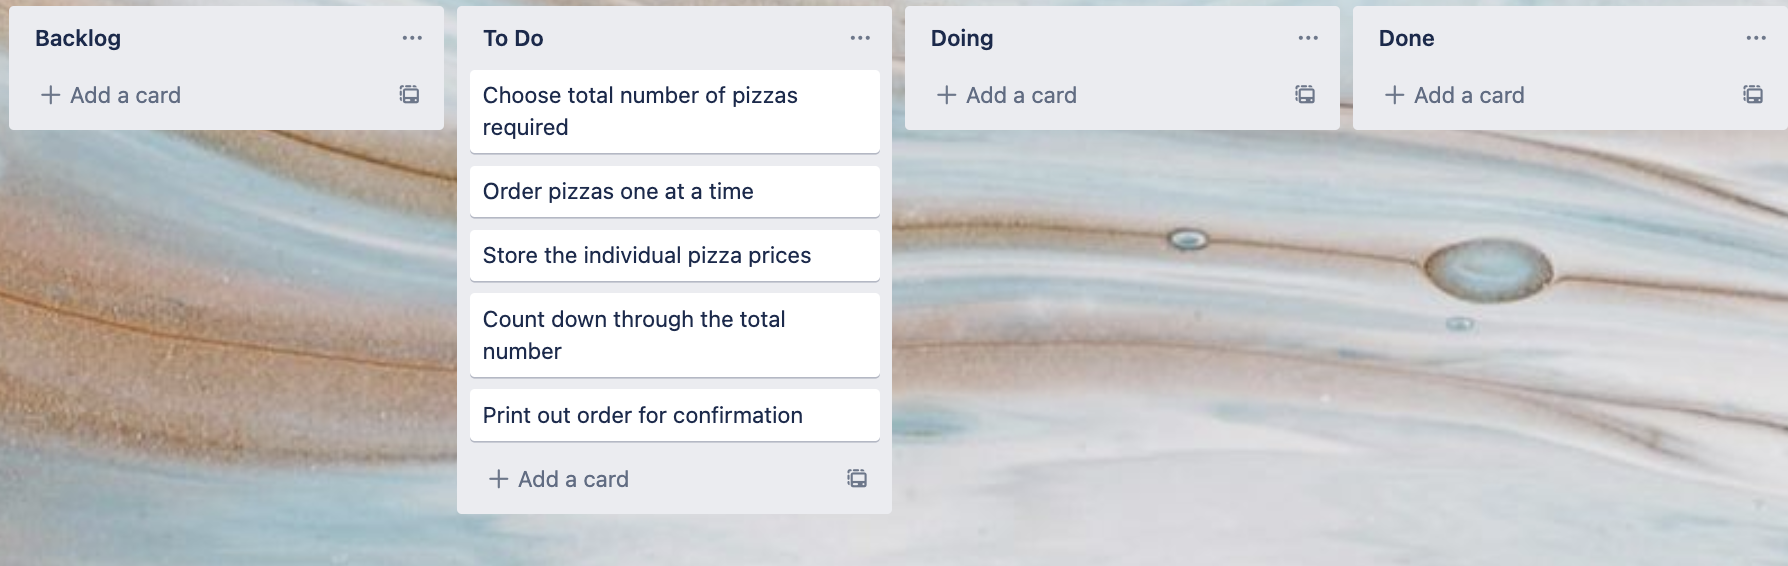 Backlog
Add a card
To Do
Choose total number of pizzas
required
Order pizzas one at a time
Store the individual pizza prices
Count down through the total
number
Print out order for confirmation
Add a card
Doing
Add a card
Done
Add a card